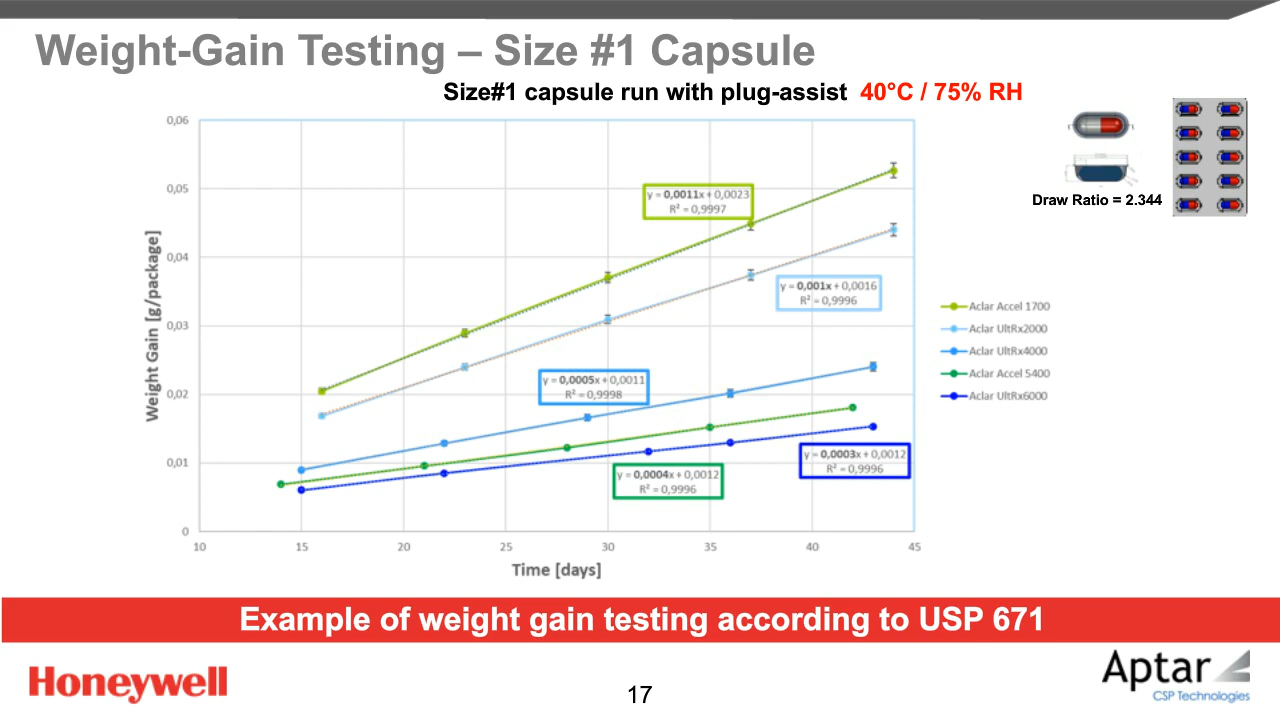 Weight-Gain Testing – Size #1 Capsule
Size#1 capsule run with plug-assist 40°C / 75% RH
Draw Ratio = 2.344
Weight Gain [g/package]
0,06
0,05
0,04
0,03
0,02
0,01
0
10 15 20 25 30 35 40 45
Time [days]
y = 0,0011x + 0,0023
R² = 0,9997
y = 0,001x + 0,0016
R² = 0,9996
y = 0,0005x + 0,0011
R² = 0,9998
y = 0,0003x + 0,0012
R² = 0,9996
y = 0,0004x + 0,0012
R² = 0,9996
Aclar Accel 1700
Aclar UltRx2000
Aclar UltRx4000
Aclar Accel 5400
Aclar UltRx6000
Example of weight gain testing according to USP 671
Honeywell
17
Aptar
CSP Technologies